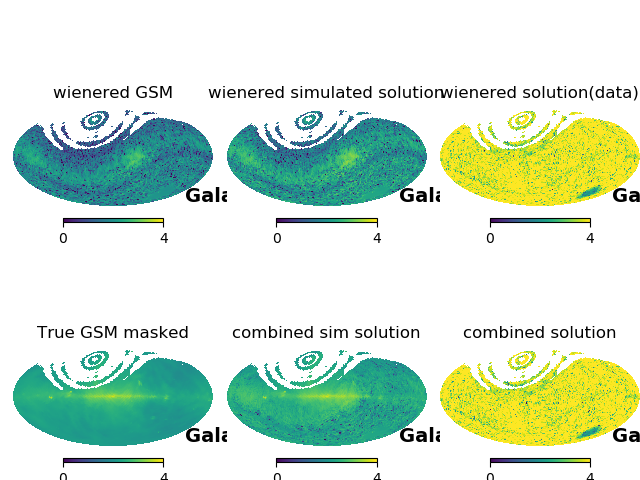 wienered GSM
wienered simulated solution
wienered solution(data)
Gala
Gala
Ga
0 4
0 4
0 4
True GSM masked
combined sim solution
combined solution
Gala
Gala
Ga
0 4
0 4
0 4